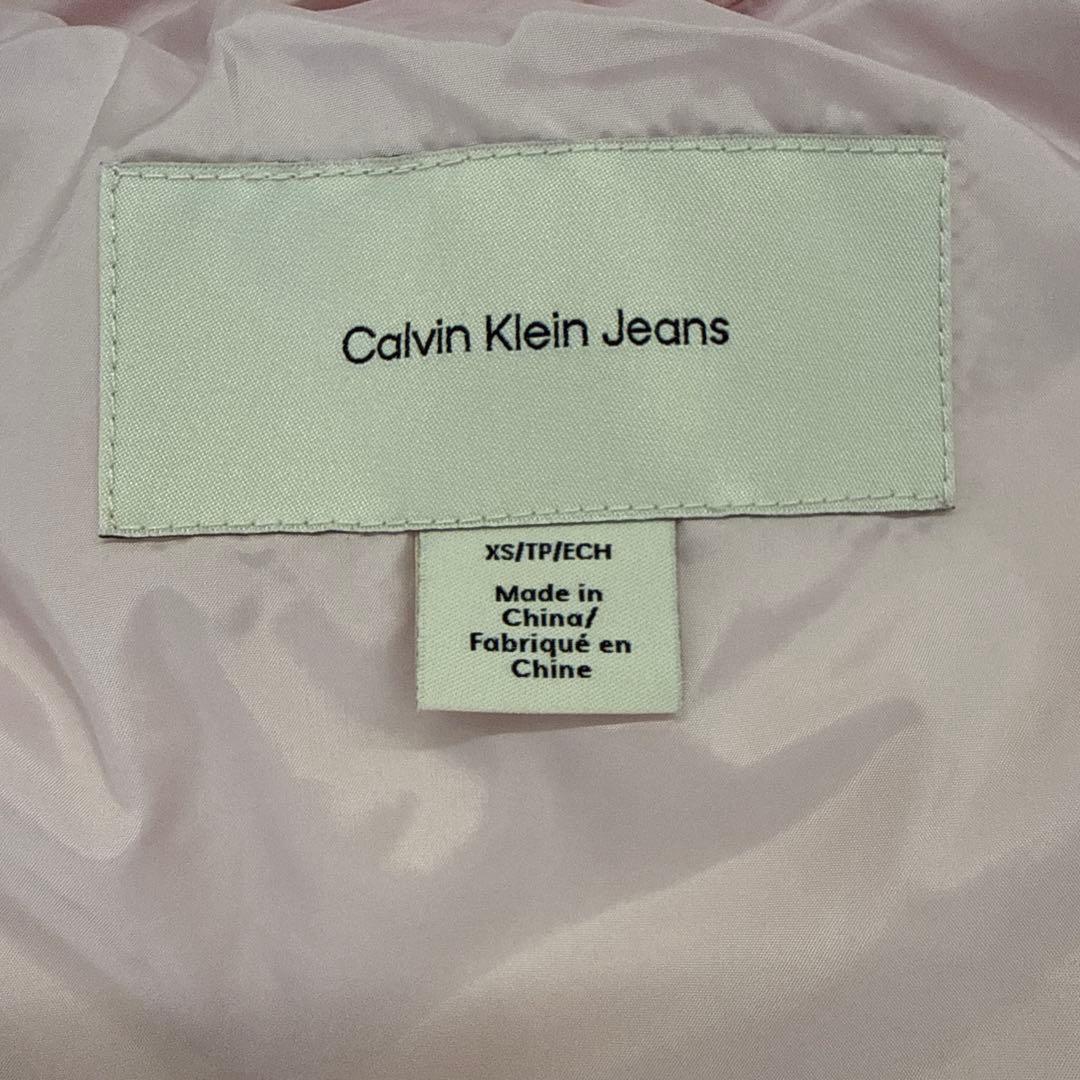 Calvin Klein Jeans
XS/TP/ECH
Made in
China/
Fabriqué en
Chine